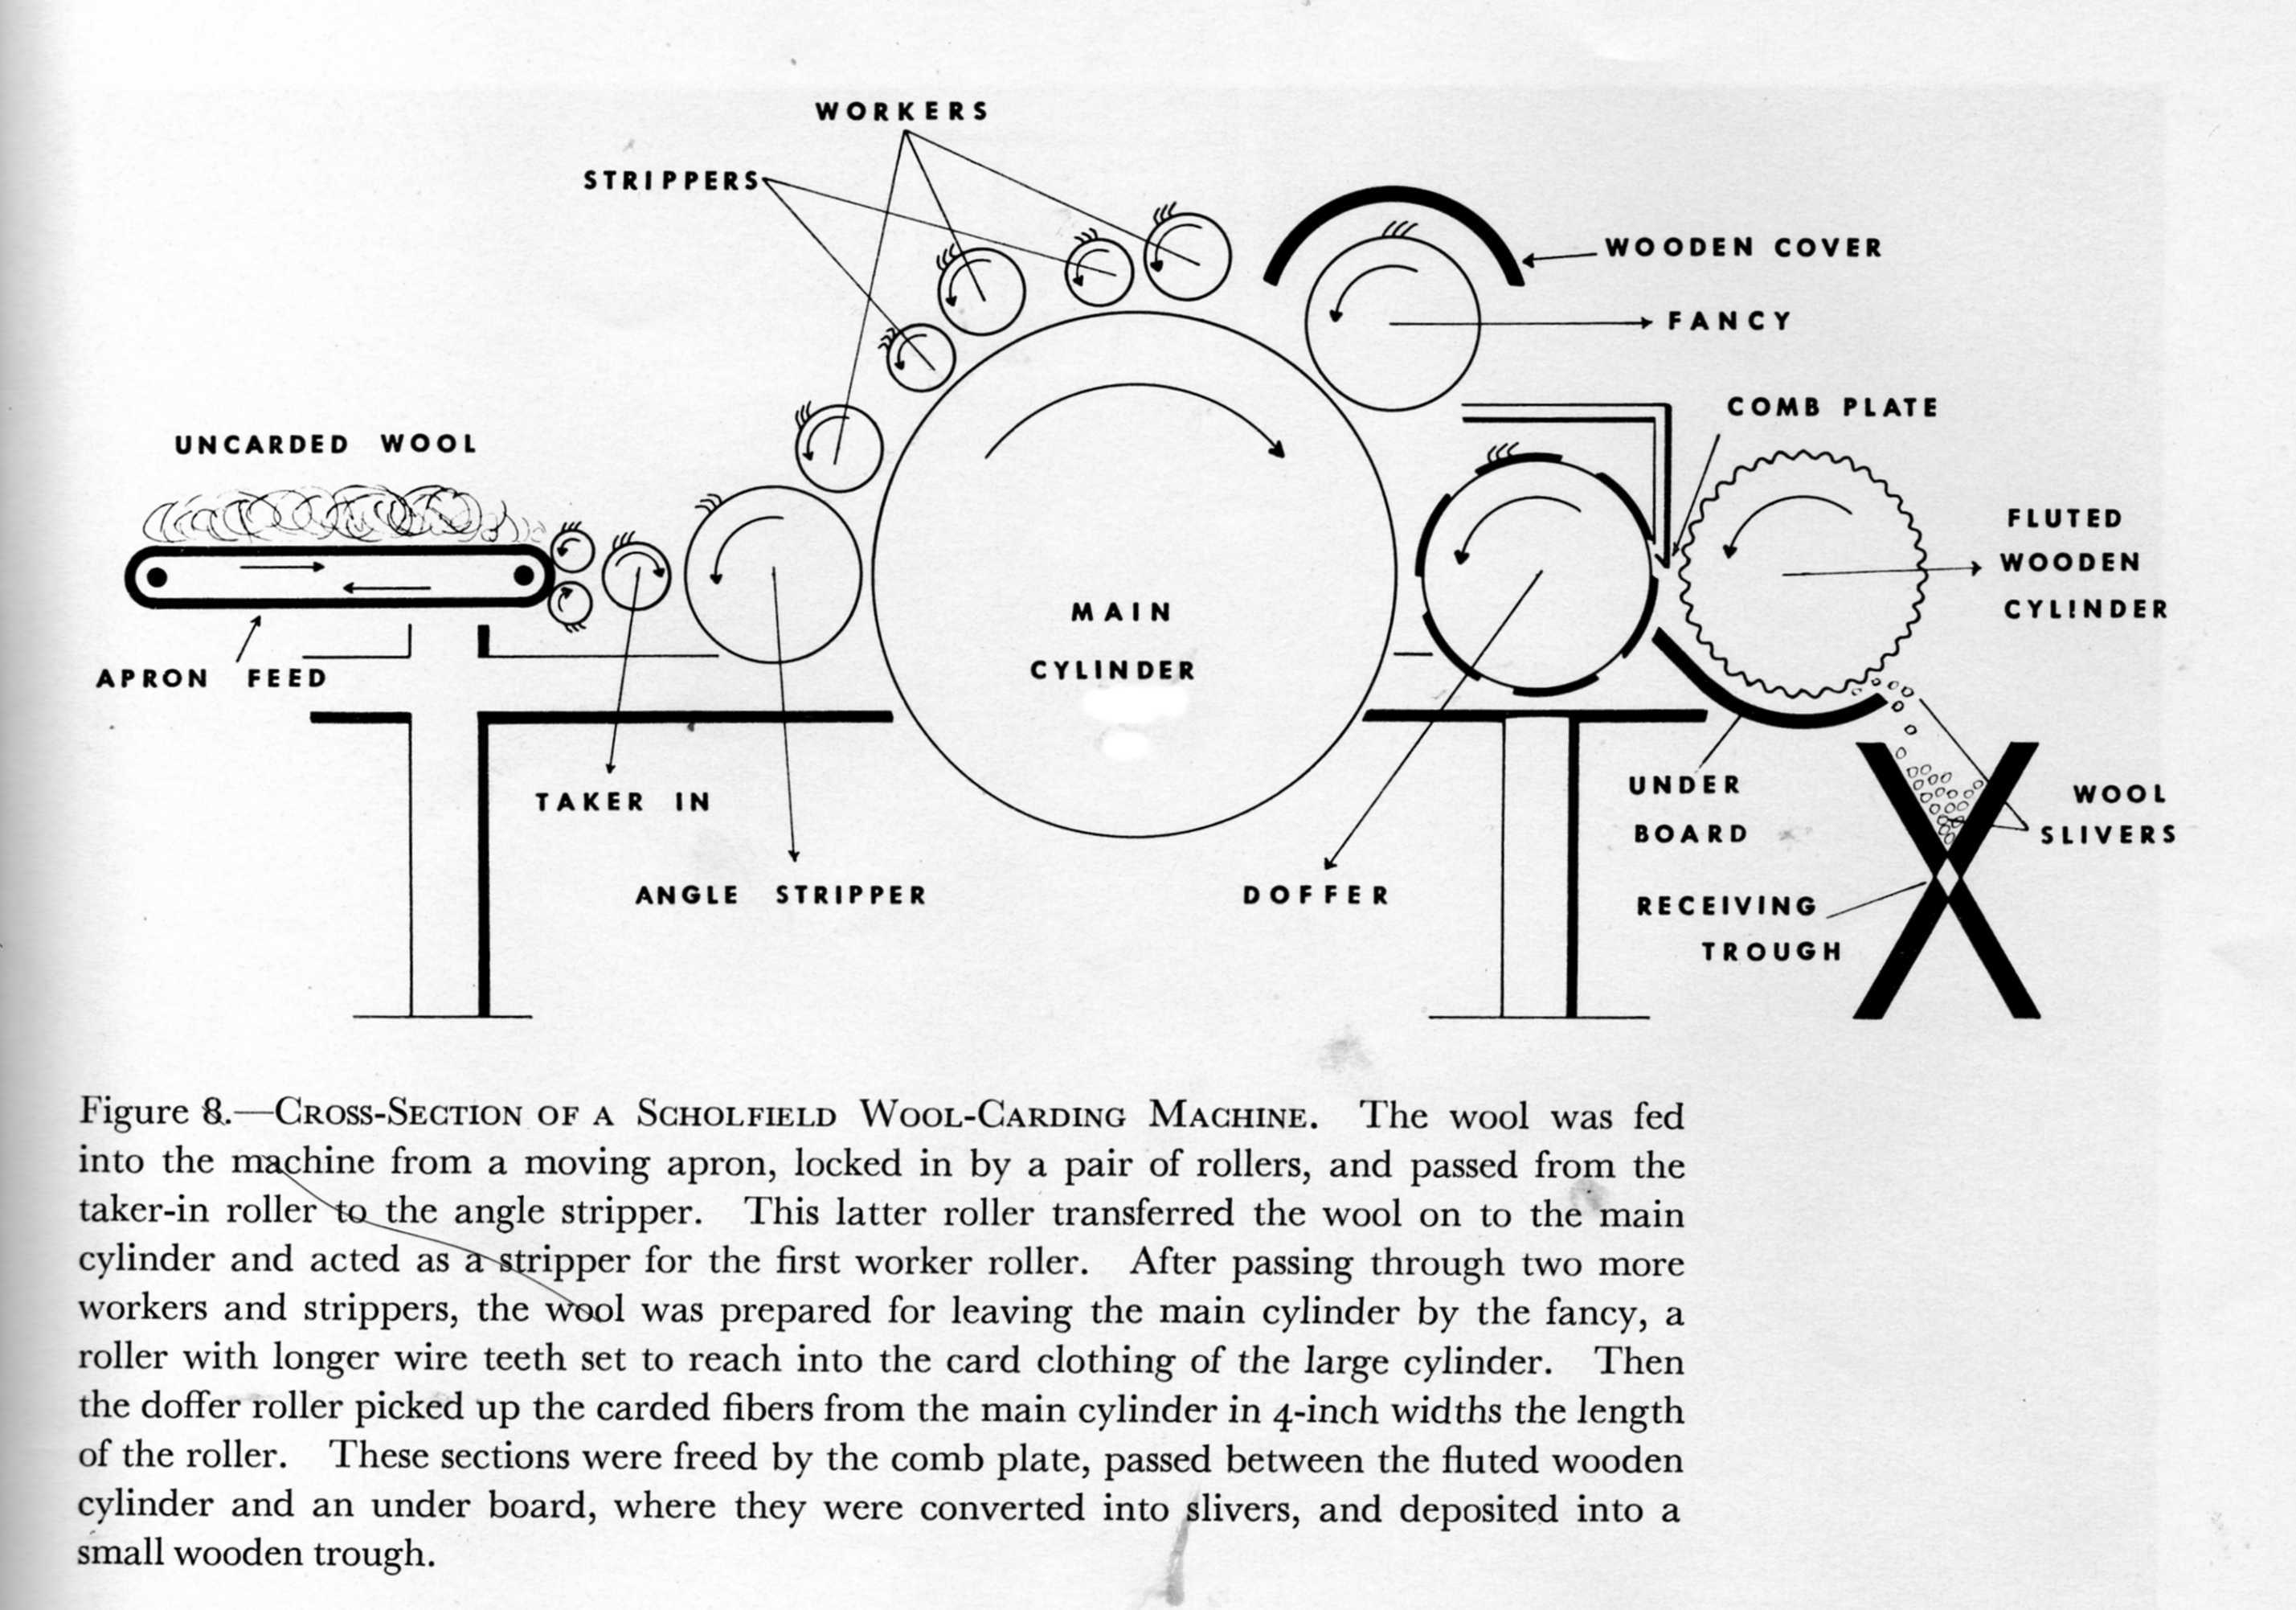 WORKERS
STRIPPERS
WOODEN COVER
FANCY
COMB PLATE
UNCARDED WOOL
FLUTED
WOODEN
CYLINDER
MAIN
CYLINDER
APRON FEED
TAKER IN
UNDER
BOARD
WOOL
SLIVERS
ANGLE STRIPPER
DOFFER
RECEIVING
TROUGH
Figure 8.—Cross-Section of a Scholfield Wool-Carding Machine. The wool was fed
into the machine from a moving apron, locked in by a pair of rollers, and passed from the
taker-in roller to the angle stripper. This latter roller transferred the wool on to the main
cylinder and acted as a stripper for the first worker roller. After passing through two more
workers and strippers, the wool was prepared for leaving the main cylinder by the fancy, a
roller with longer wire teeth set to reach into the card clothing of the large cylinder. Then
the doffer roller picked up the carded fibers from the main cylinder in 4-inch widths the length
of the roller. These sections were freed by the comb plate, passed between the fluted wooden
cylinder and an under board, where they were converted into slivers, and deposited into a
small wooden trough.